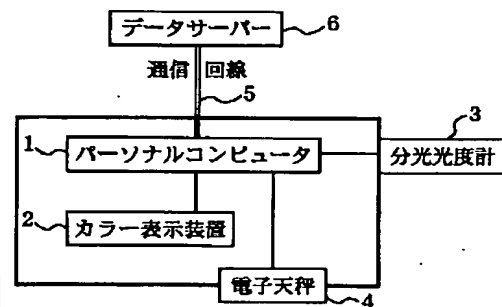 データサーバー
6
通信 回線
5
3
1
パーソナルコンピュータ
分光光度計
2
カラー表示装置
電子天秤
4